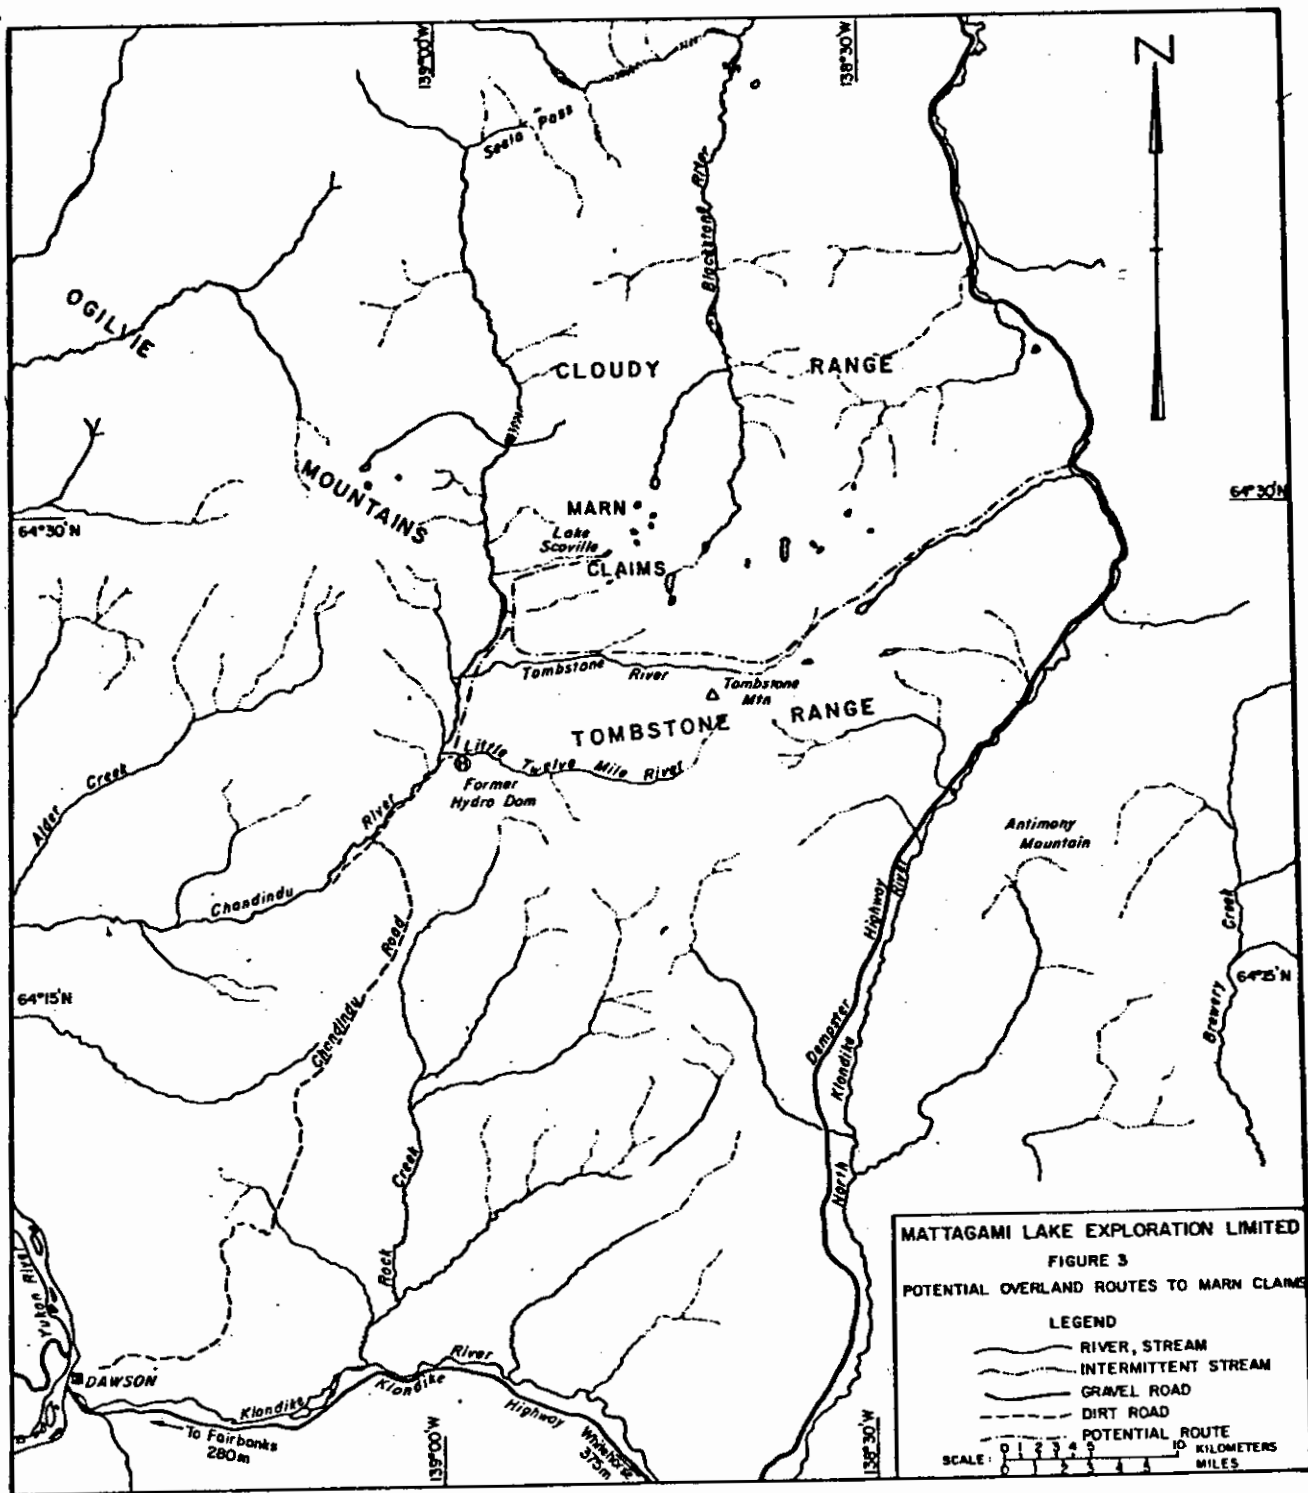 139°00'W
138°30'W
N
Seela Pass
Blackstone River
OGILVIE
MOUNTAINS
CLOUDY RANGE
64°30'N
64°30'N
MARN
Lake
Scoville
CLAIMS
Tombstone River
Tombstone
Mtn
TOMBSTONE RANGE
Little Twelve Mile River
Former
Hydro Dam
Alder Creek
Chandindu River
Antimony
Mountain
Chandindu Road
Dempster Highway
North Klondike River
Brewery Creek
64°15'N
64°15'N
Rock Creek
Yukon River
DAWSON
Klondike River
Klondike Highway
To Fairbanks
280m
Whitehorse
375m
139°00'W
138°30'W
MATTAGAMI LAKE EXPLORATION LIMITED
FIGURE 3
POTENTIAL OVERLAND ROUTES TO MARN CLAIMS
LEGEND
RIVER, STREAM
INTERMITTENT STREAM
GRAVEL ROAD
DIRT ROAD
POTENTIAL ROUTE
SCALE: 0 1 2 3 4 5 10 KILOMETERS
0 1 2 3 4 5 MILES